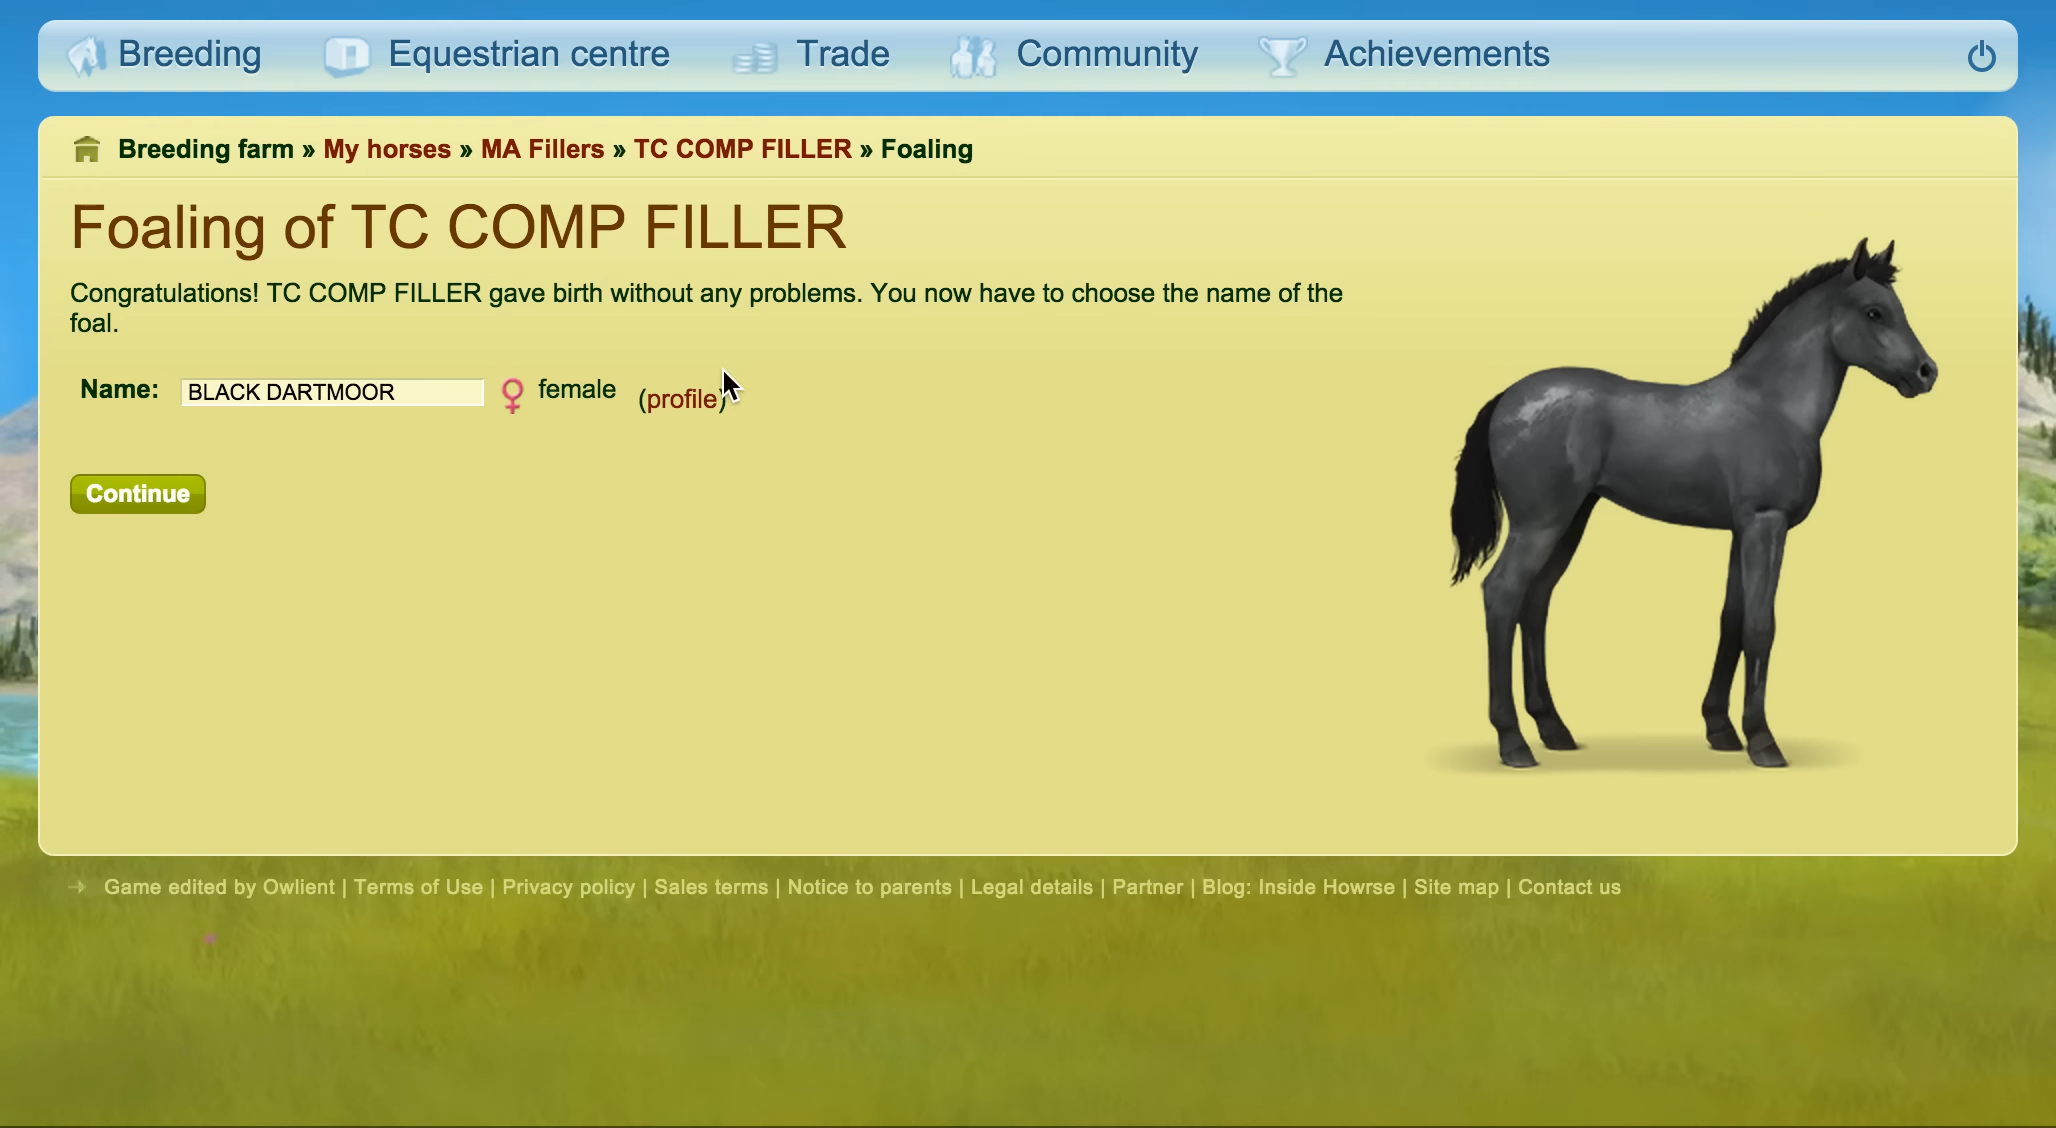 Breeding Equestrian centre Trade Community Achievements
Breeding farm » My horses » MA Fillers » TC COMP FILLER » Foaling
Foaling of TC COMP FILLER
Congratulations! TC COMP FILLER gave birth without any problems. You now have to choose the name of the
foal.
Name: BLACK DARTMOOR female (profile)
Continue
Game edited by Owlient | Terms of Use | Privacy policy | Sales terms | Notice to parents | Legal details | Partner | Blog: Inside Howrse | Site map | Contact us